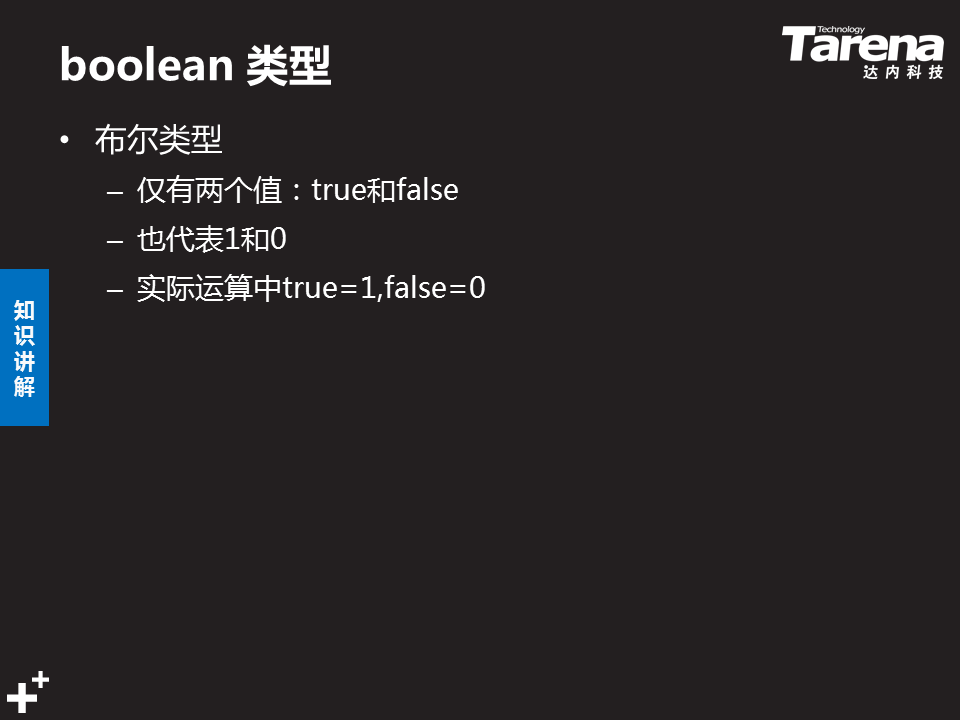 boolean 类型
Technology
Tarena
达内科技
• 布尔类型
– 仅有两个值：true和false
– 也代表1和0
– 实际运算中true=1,false=0
知
识
讲
解